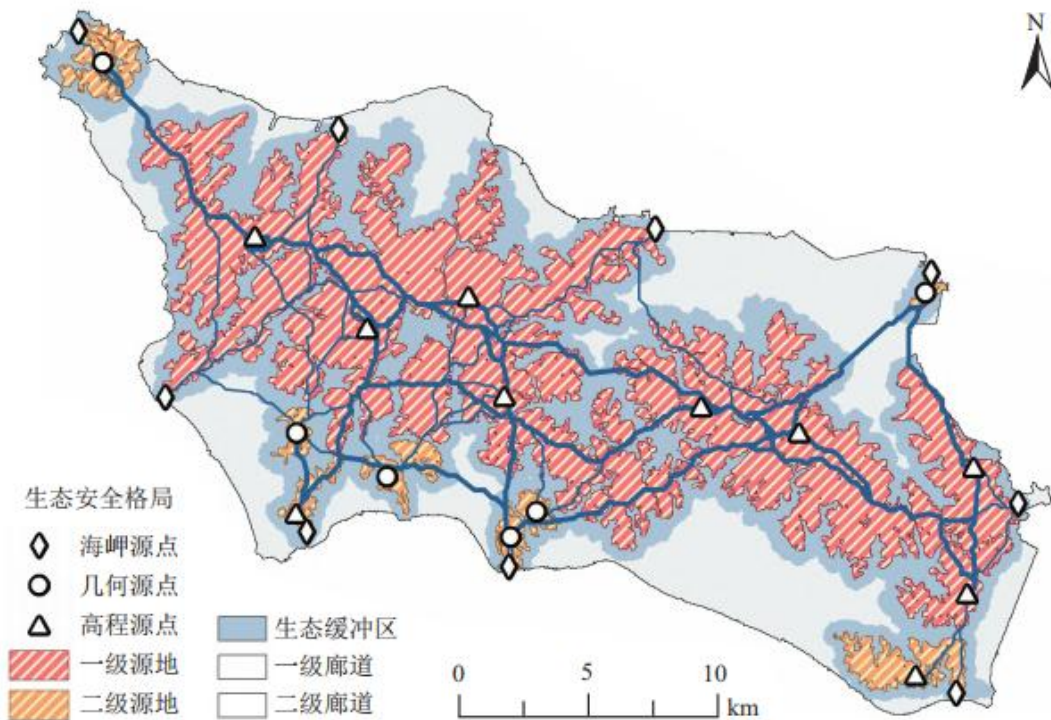 N
生态安全格局
海岬源点
几何源点
高程源点
一级源地
二级源地
生态缓冲区
一级廊道
二级廊道
0 5 10
km